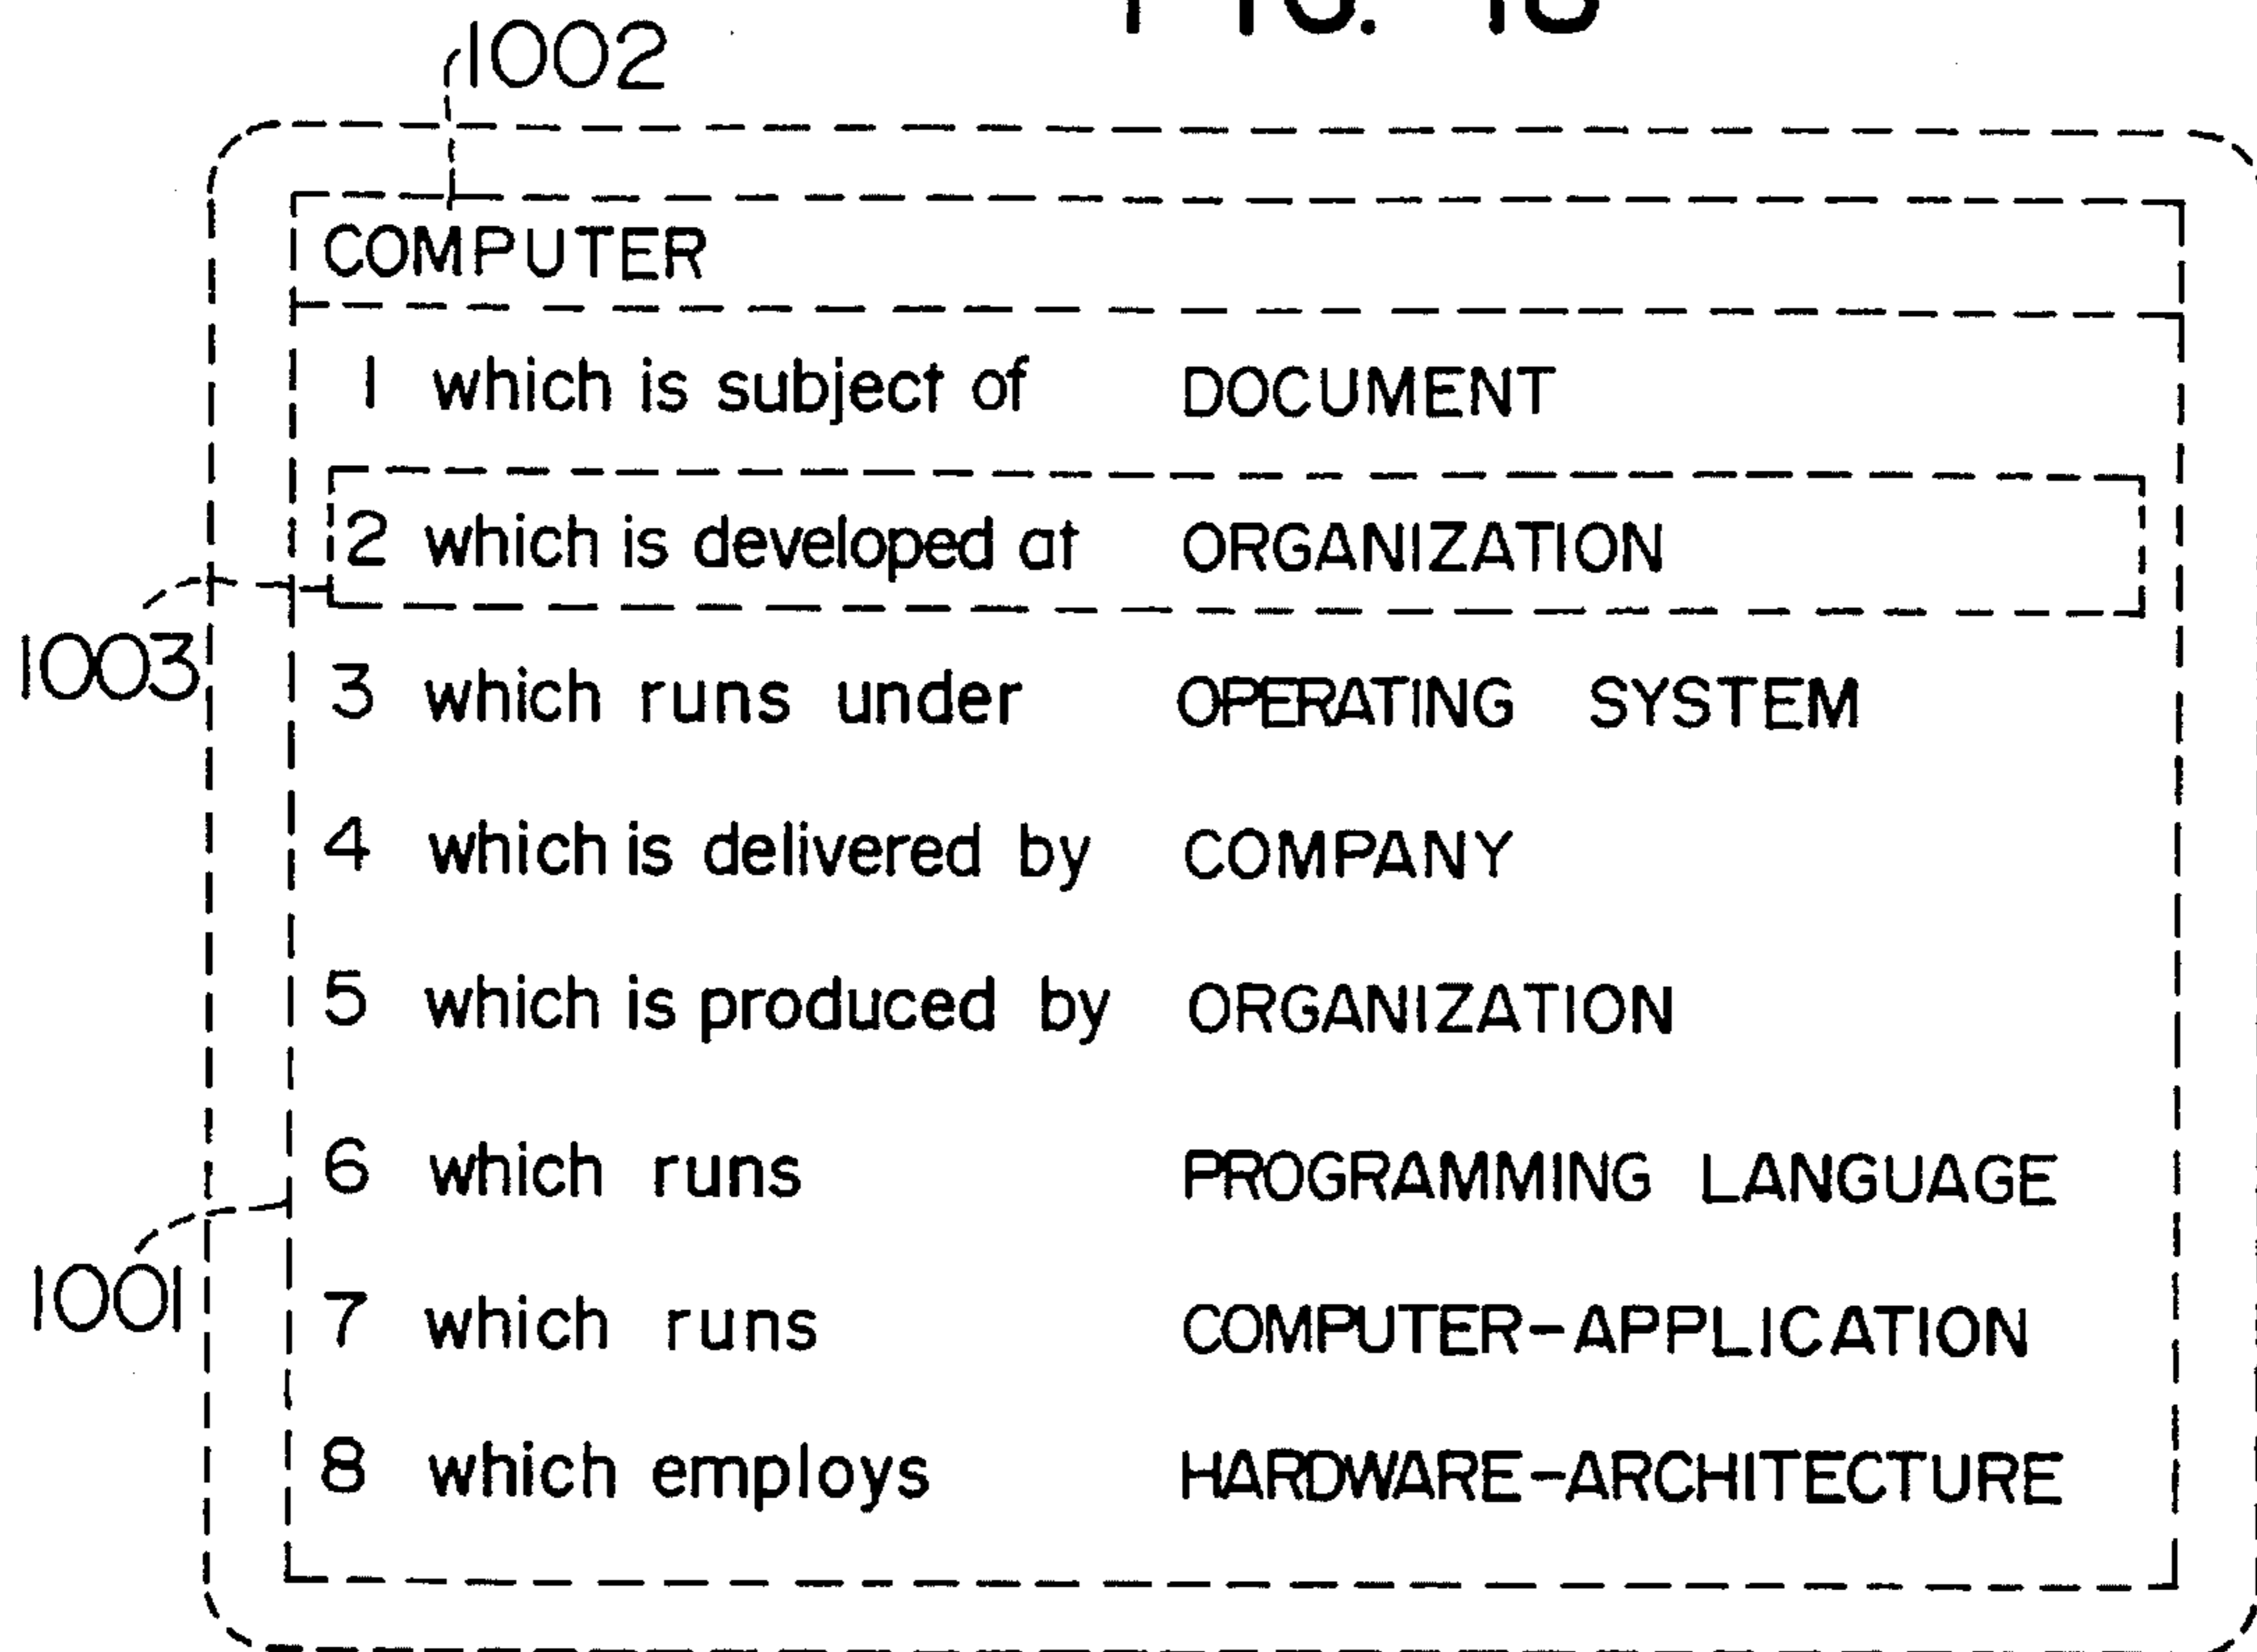 FIG.
1002
COMPUTER
1 which is subject of DOCUMENT
2 which is developed at ORGANIZATION
1003
3 which runs under OPERATING SYSTEM
4 which is delivered by COMPANY
5 which is produced by ORGANIZATION
6 which runs PROGRAMMING LANGUAGE
1001
7 which runs COMPUTER-APPLICATION
8 which employs HARDWARE-ARCHITECTURE